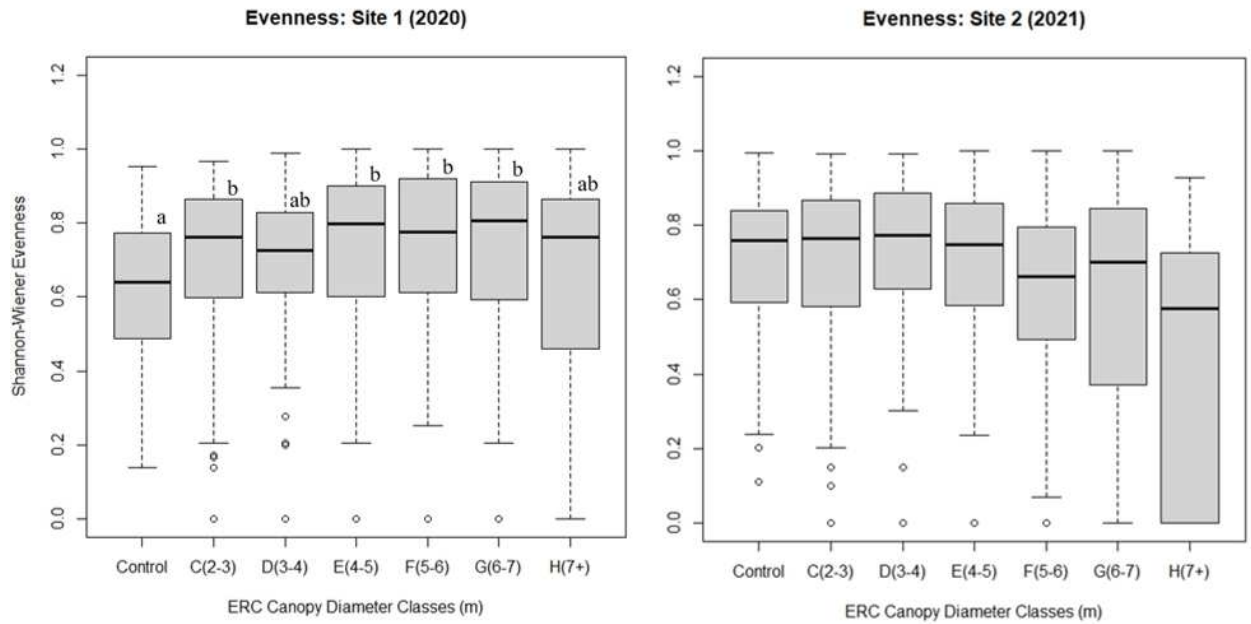 Evenness: Site 1 (2020)
Shannon-Wiener Evenness
1.2
1.0
0.8
0.6
0.4
0.2
0.0
a
b
ab
b
b
b
ab
Control C(2-3) D(3-4) E(4-5) F(5-6) G(6-7) H(7+)
ERC Canopy Diameter Classes (m)
Evenness: Site 2 (2021)
1.2
1.0
0.8
0.6
0.4
0.2
0.0
Control C(2-3) D(3-4) E(4-5) F(5-6) G(6-7) H(7+)
ERC Canopy Diameter Classes (m)